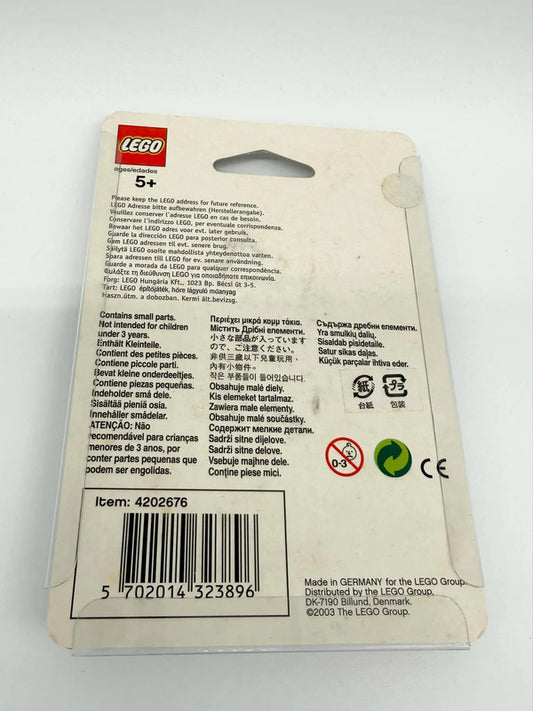 LEGO
ages/edades
5+
Please keep the LEGO address for future reference.
LEGO Adresse bitte aufbewahren (Herstellerangabe).
Veuillez conserver l'adresse LEGO en cas de besoin.
Conservare l'indirizzo LEGO, per eventuale corrispondenza.
Bewaar het LEGO adres voor evt. later gebruik.
Guarde la dirección LEGO para posterior consulta.
Gem LEGO adressen til evt. senere brug.
Säilytä LEGO osoite mahdollista yhteydenottoa varten.
Spara adressen till LEGO for ev. senare användning.
Guarde a morada da LEGO para qualquer correspondência.
Φυλάξτε τη διεύθυνση LEGO για οποιαδήποτε επικοινωνία.
Forg: LEGO Hungária Kft., 1023 Bp. Bécsi út 3-5.
Tart: LEGO építőjáték, hőre lágyuló műanyag
Haszn.útm. a dobozban. Kermi ált.bevizsg.
Contains small parts.
Not intended for children
under 3 years.
Enthält Kleinteile.
Contient des petites pièces.
Contiene piccole parti.
Bevat kleine onderdeeltjes.
Contiene piezas pequeñas.
Indeholder små dele.
Sisältää pieniä osia.
Innehåller smådelar.
ATENÇÃO: Não
recomendável para crianças
menores de 3 anos, por
conter partes pequenas que
podem ser engolidas.
Περιέχει μικρά κομμ τάκια.
Містить Дрібні елементи.
小さな部品が入っています
ので、ご注意ください。
非供三歲以下兒童玩用，
內有小物件。
작은 부품들이 들어있습니다.
Obsahuje malé diely.
Kis elemeket tartalmaz.
Zawiera małe elementy.
Obsahuje malé součástky.
Содержит мелкие детали.
Sadrži sitne dijelove.
Sadrži sitne delove.
Vsebuje majhne dele.
Conţine piese mici.
Съдържа дребни елементи.
Yra smulkių dalių.
Sisaldab pisidetaile.
Satur sīkas daļas.
Küçük parçalar ihtiva eder.
紙 プラ
台紙 包装
0-3
CE
Item: 4202676
5 702014 323896
Made in GERMANY for the LEGO Group.
Distributed by the LEGO Group,
DK-7190 Billund, Denmark.
©2003 The LEGO Group.